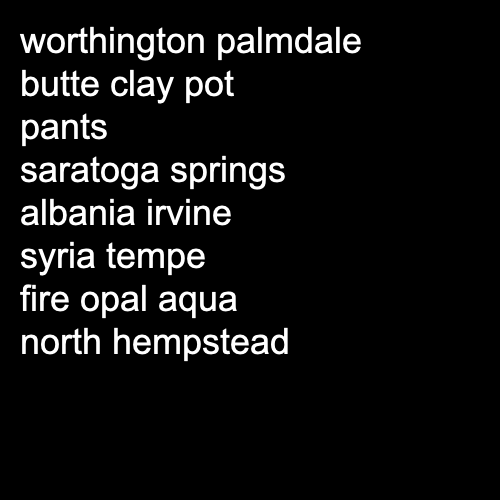 worthington palmdale
butte clay pot
pants
saratoga springs
albania irvine
syria tempe
fire opal aqua
north hempstead